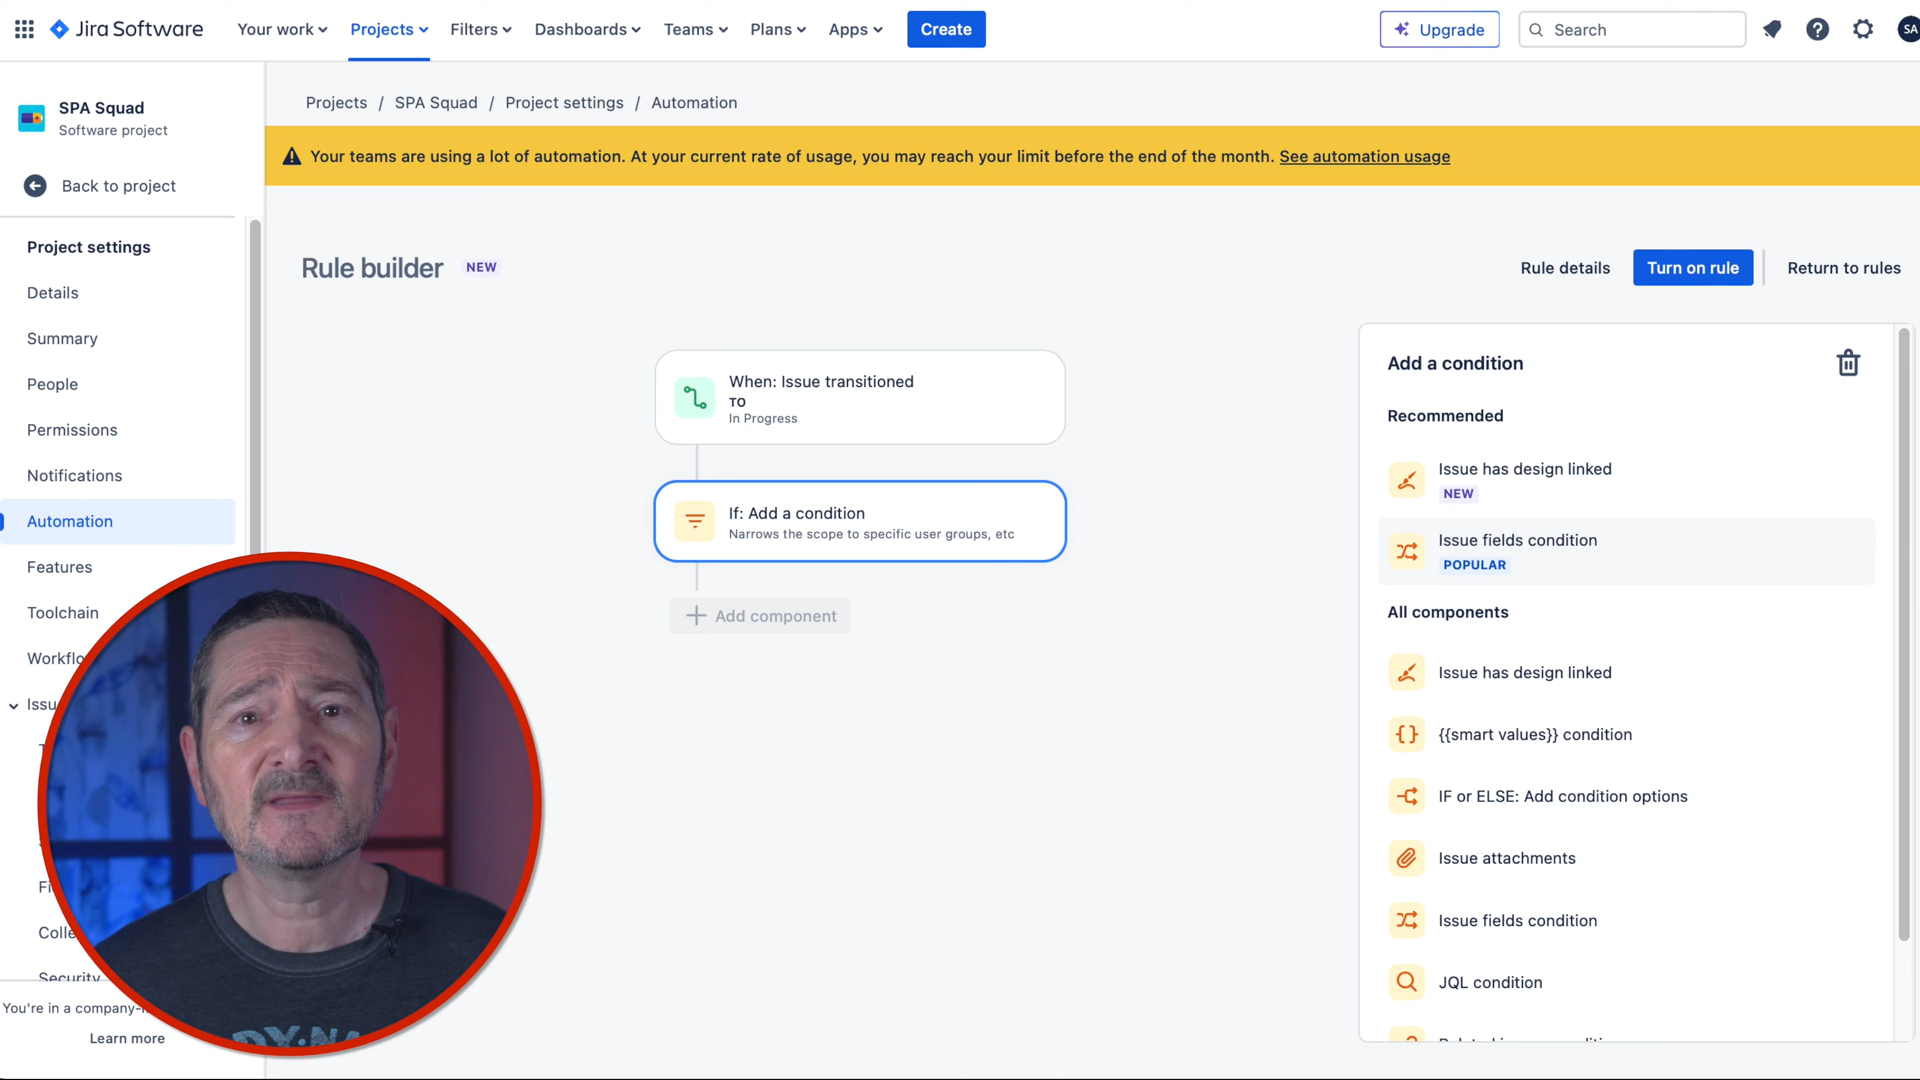 Jira Software
Your work
Projects
Filters
Dashboards
Teams
Plans
Apps
Create
Upgrade
Search
SA
SPA Squad
Software project
Back to project
Project settings
Details
Summary
People
Permissions
Notifications
Automation
Features
Toolchain
Security
You're in a
Learn more
Projects / SPA Squad / Project settings / Automation
Your teams are using a lot of automation. At your current rate of usage, you may reach your limit before the end of the month. See automation usage
Rule builder NEW
Rule details
Turn on rule
Return to rules
When: Issue transitioned
TO
In Progress
If: Add a condition
Narrows the scope to specific user groups, etc
Add component
Add a condition
Recommended
Issue has design linked
NEW
Issue fields condition
POPULAR
All components
Issue has design linked
{{smart values}} condition
IF or ELSE: Add condition options
Issue attachments
Issue fields condition
JQL condition